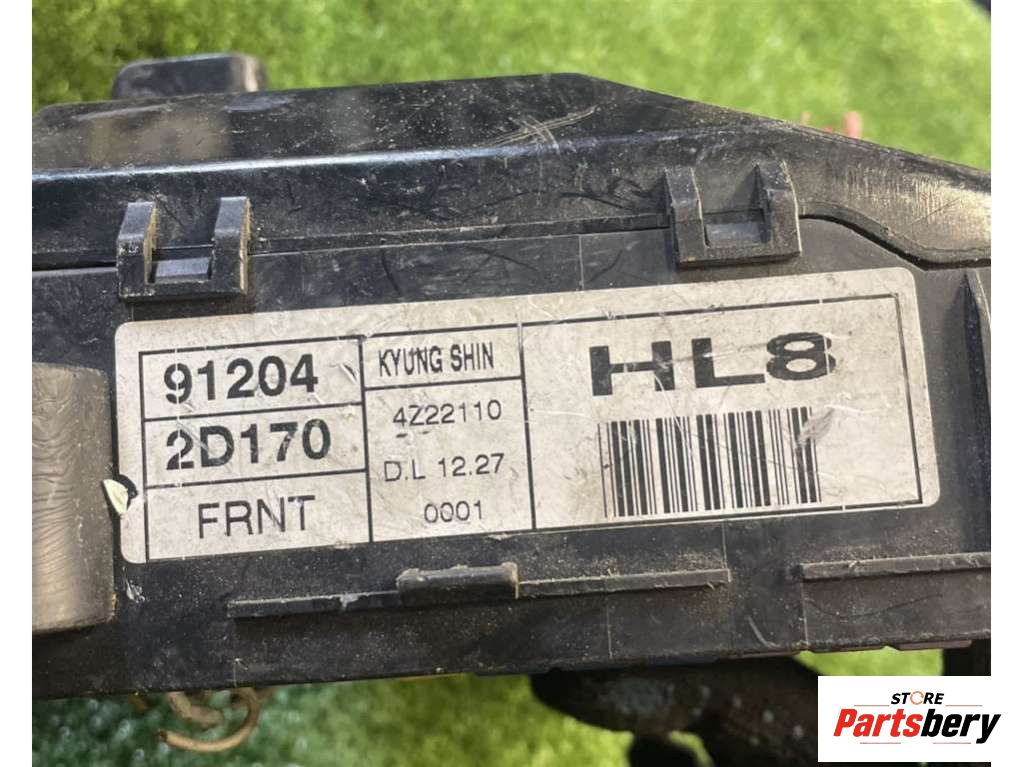 91204
2D170
FRNT
KYUNG SHIN
4Z22110
D.L 12.27
0001
HL8
STORE
Partsbery